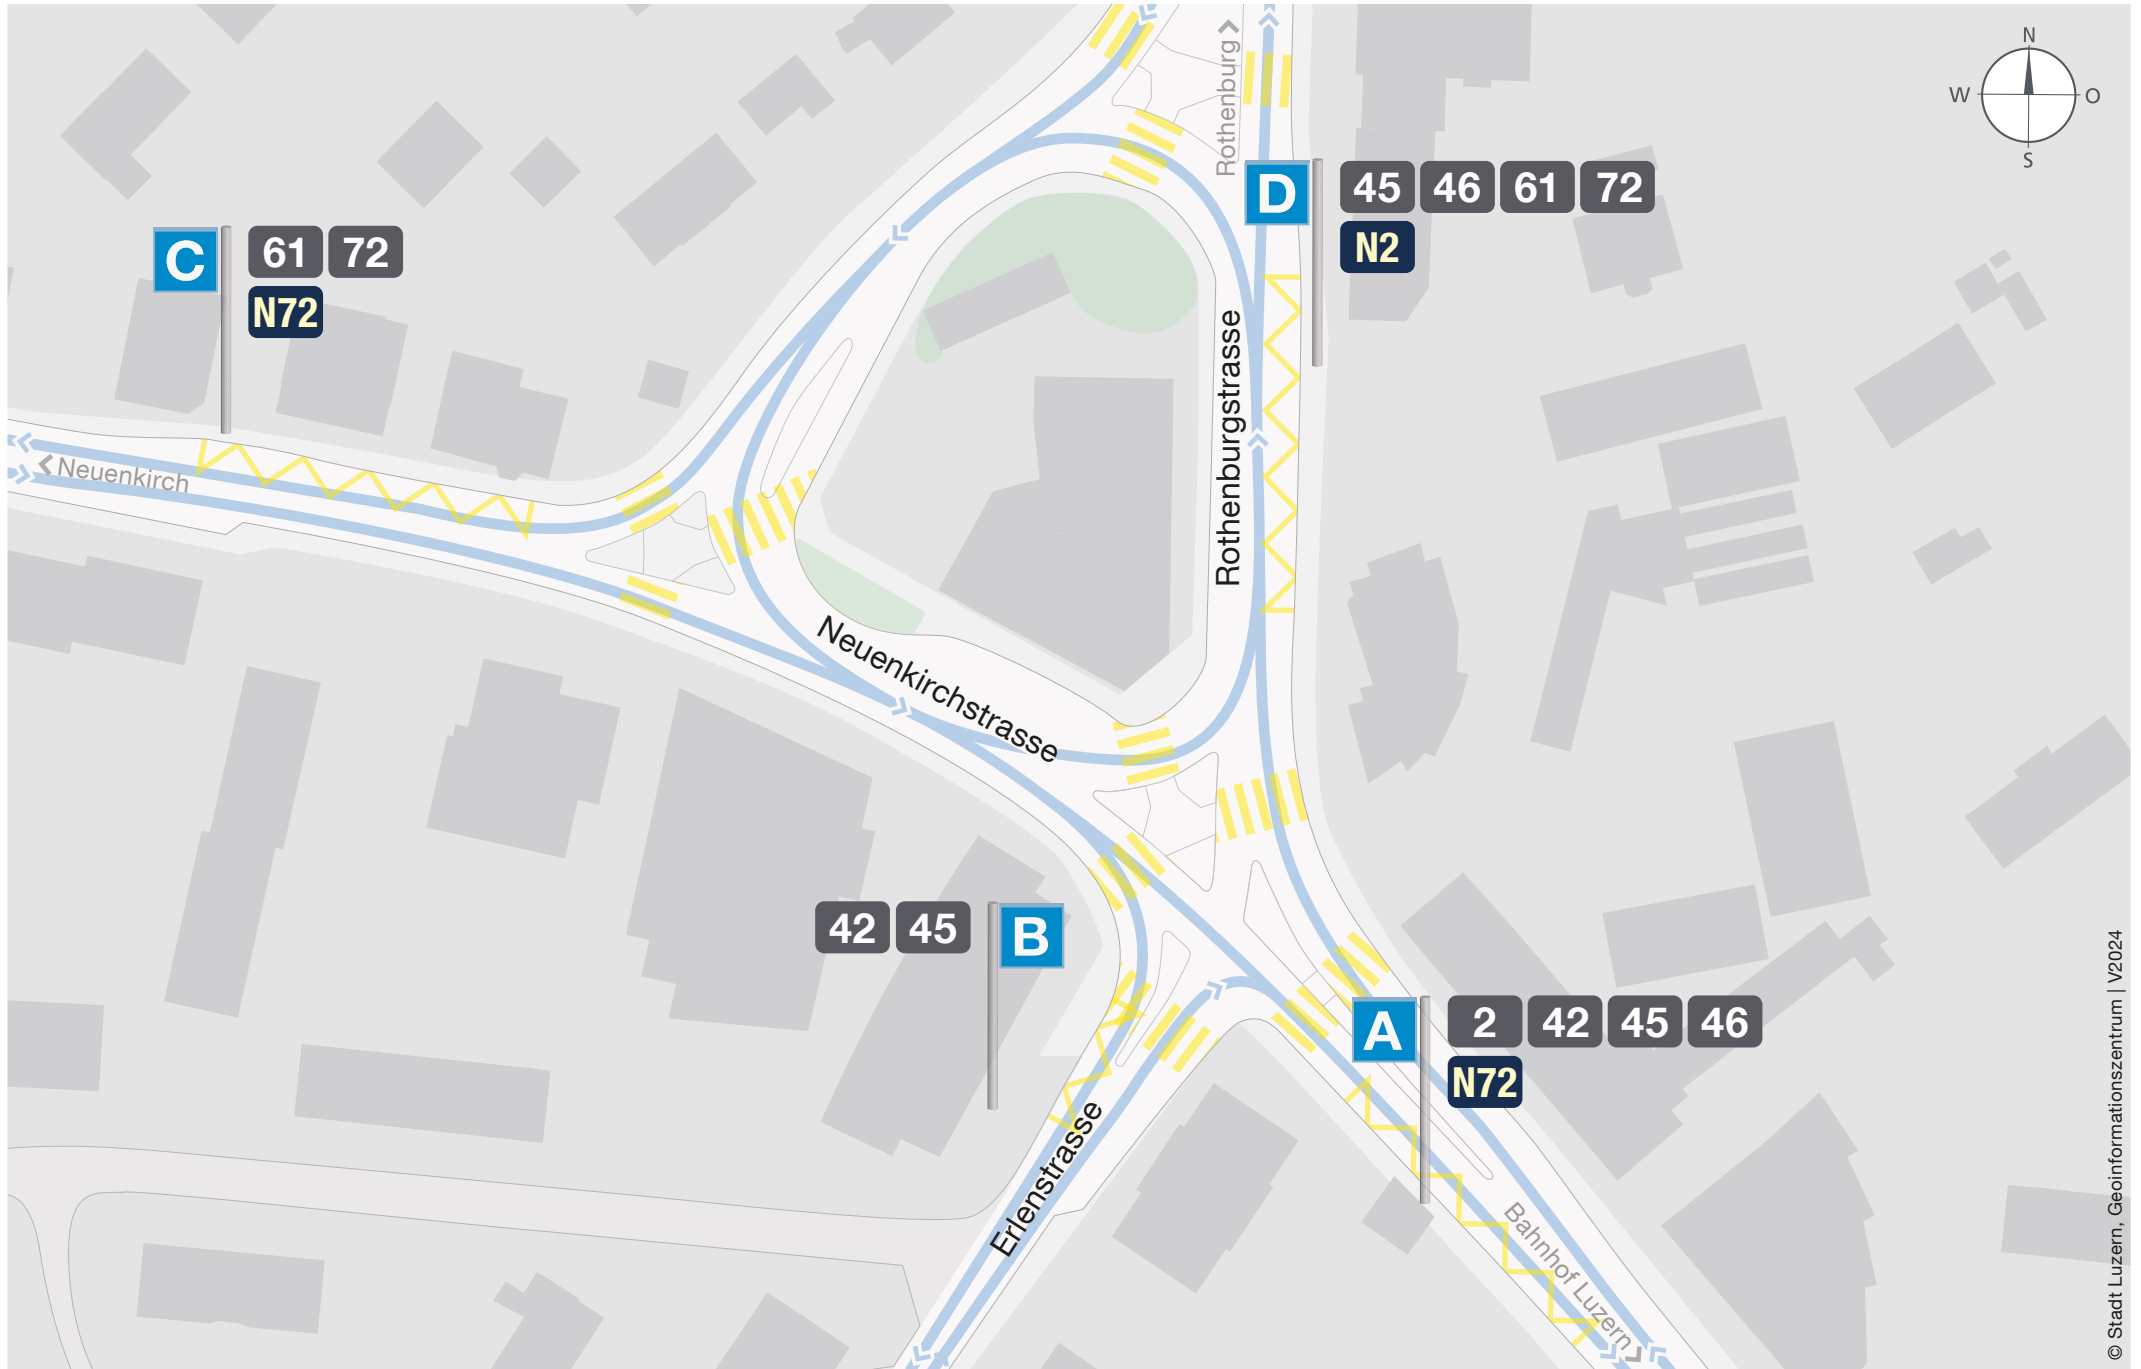 N
W O
S
Rothenburg
D
45 46 61 72
N2
C
61 72
N72
Neuenkirch
Rothenburgstrasse
Neuenkirchstrasse
42 45
B
A
2 42 45 46
N72
Erlenstrasse
Bahnhof Luzern
© Stadt Luzern, Geoinformationszentrum | V2024